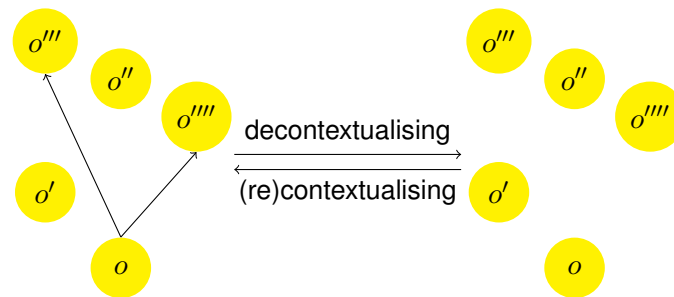 o′′′
o′′
o′′′′
o′
o
decontextualising
(re)contextualising
o′′′
o′′
o′′′′
o′
o